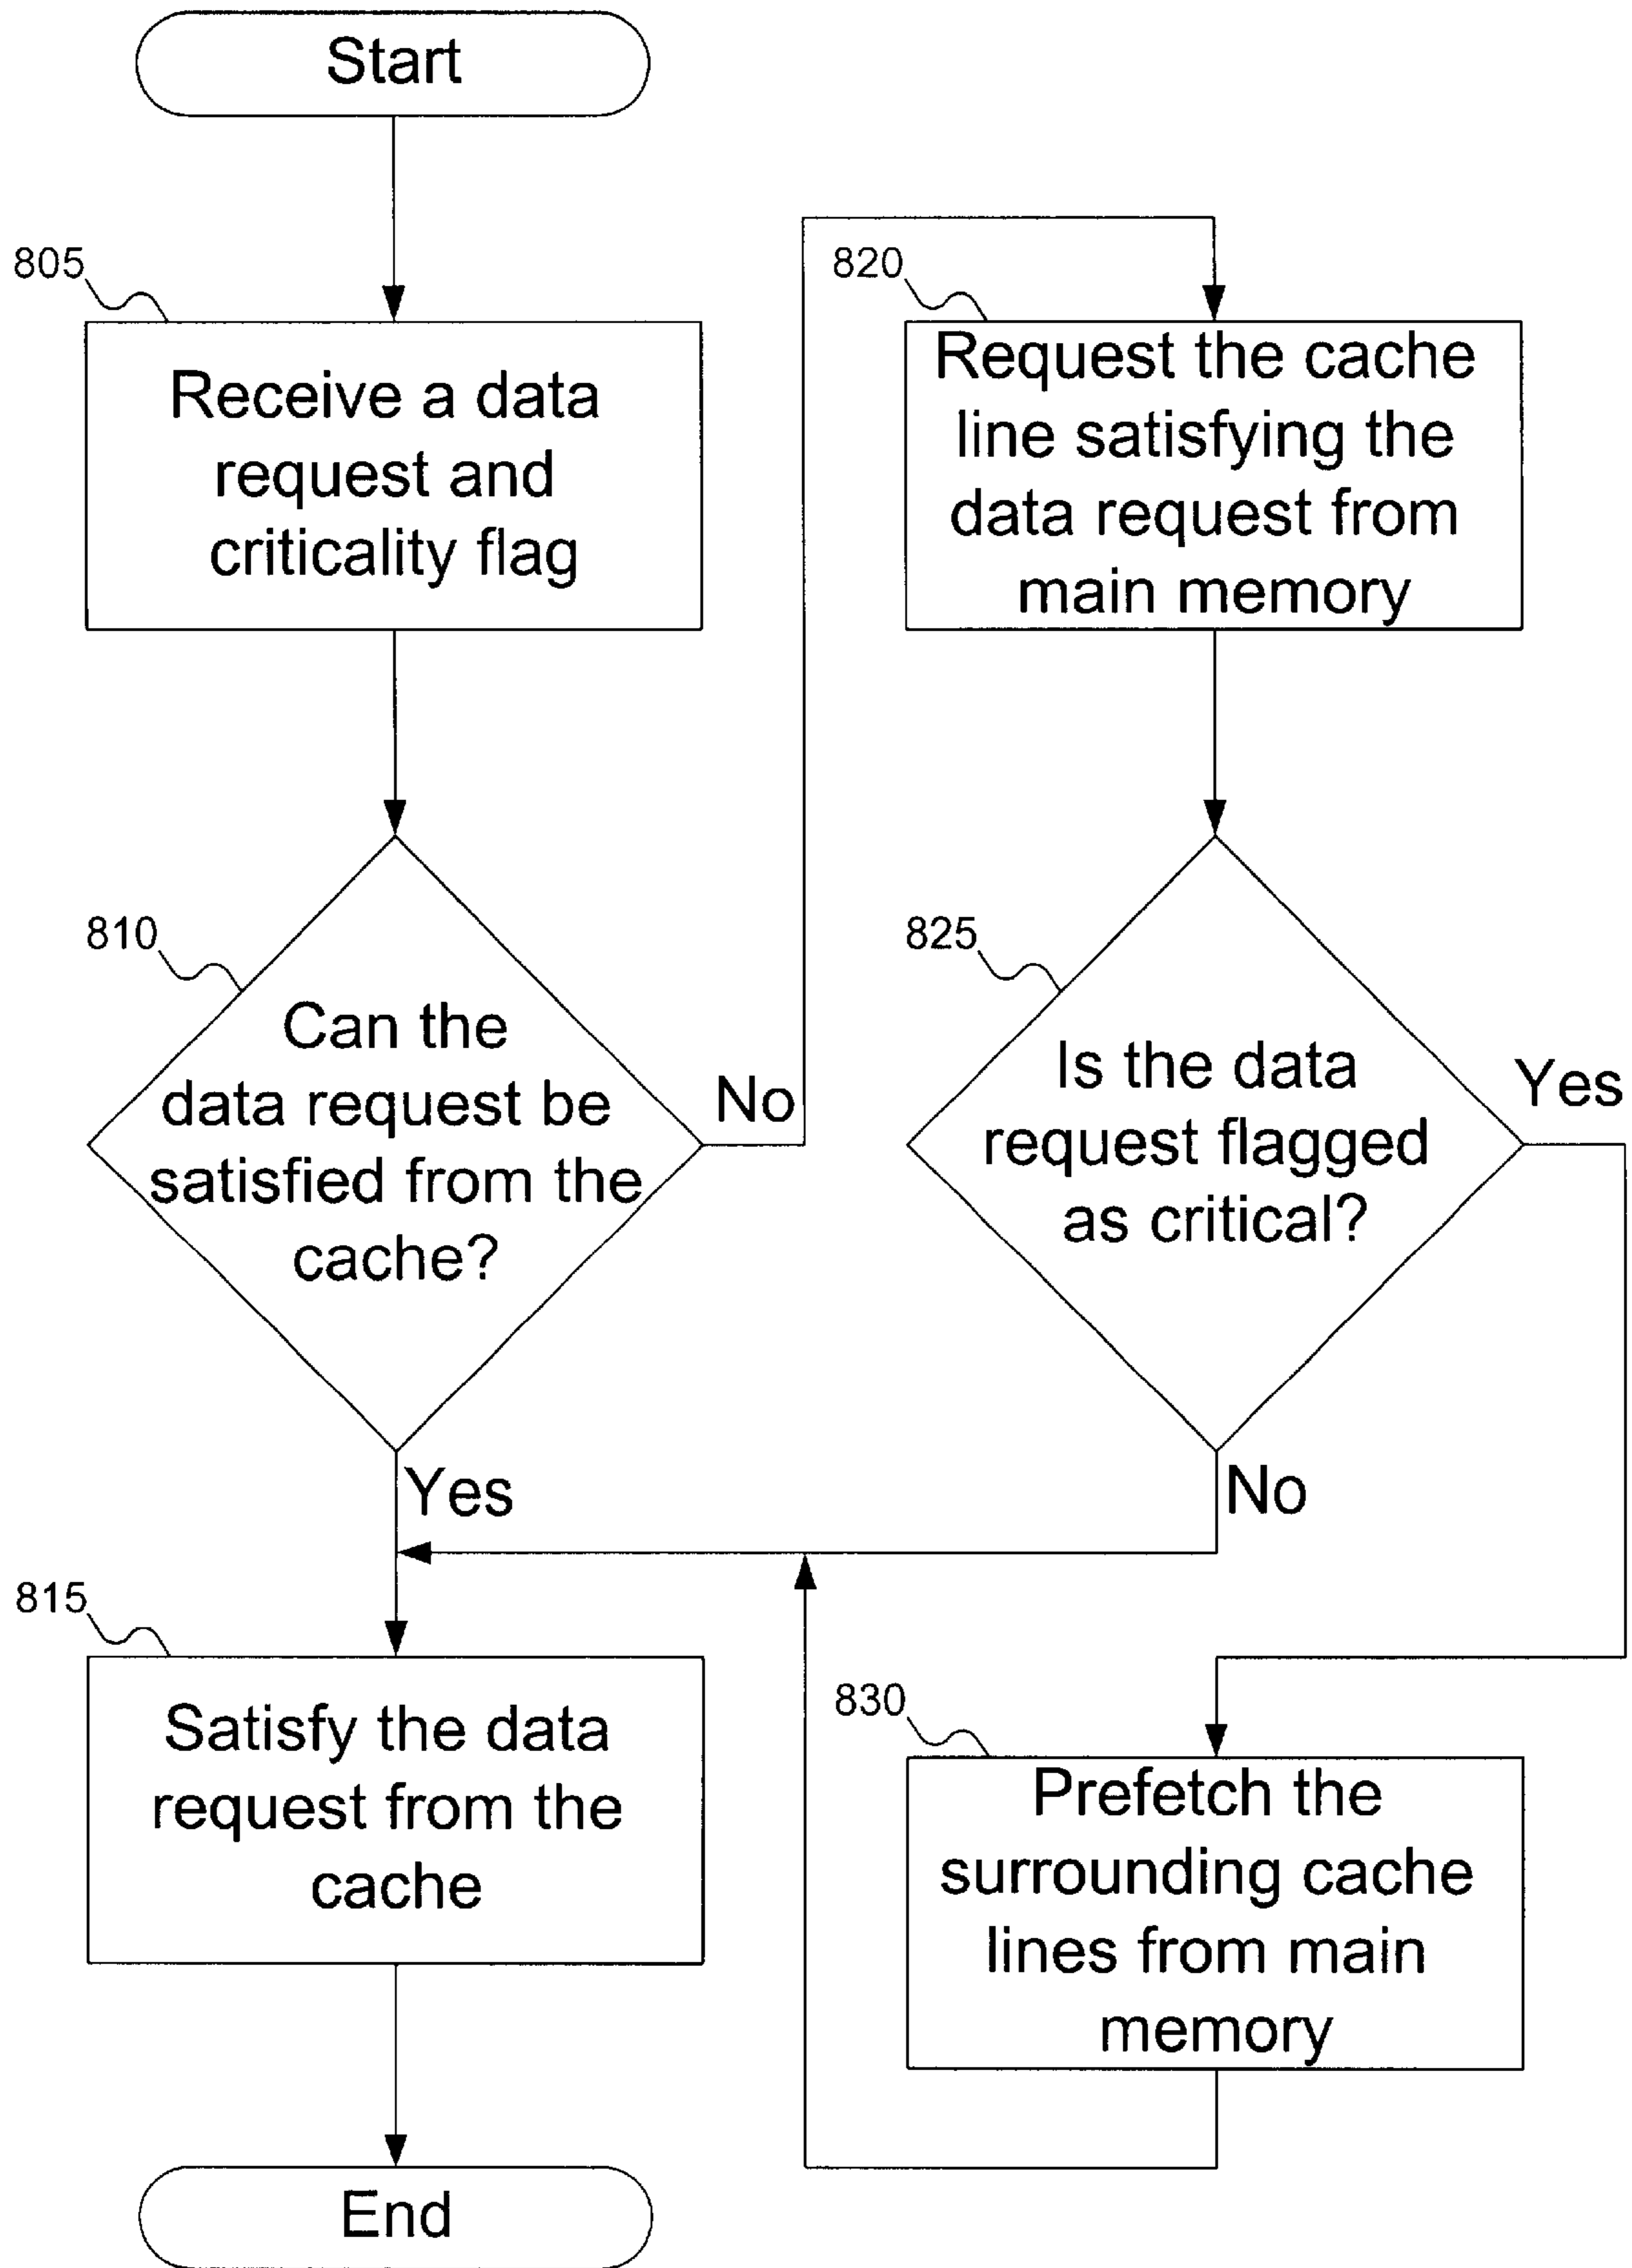 Start
805
Receive a data
request and
criticality flag
810
Can the
data request be
satisfied from the
cache?
No
Yes
815
Satisfy the data
request from the
cache
End
820
Request the cache
line satisfying the
data request from
main memory
825
Is the data
request flagged
as critical?
Yes
No
830
Prefetch the
surrounding cache
lines from main
memory